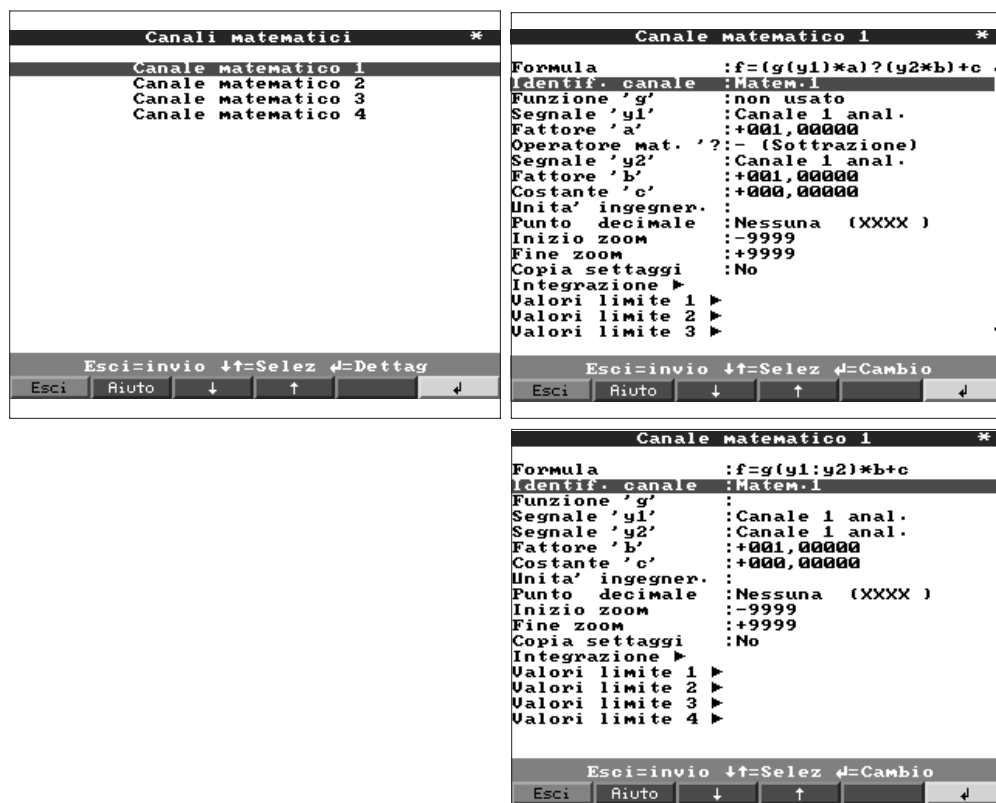 Canali matematici *
Canale matematico 1
Canale matematico 2
Canale matematico 3
Canale matematico 4
Esci=invio ↓↑=Selez ↲=Dettag
Esci Aiuto ↓ ↑ ↲
Canale matematico 1 *
Formula :f=(g(y1)*a)?(y2*b)+c
Identif. canale :Matem.1
Funzione 'g' :non usato
Segnale 'y1' :Canale 1 anal.
Fattore 'a' :+001,00000
Operatore mat. '?:- (Sottrazione)
Segnale 'y2' :Canale 1 anal.
Fattore 'b' :+001,00000
Costante 'c' :+000,00000
Unita' ingegner. :
Punto decimale :Nessuna (XXXX )
Inizio zoom :-9999
Fine zoom :+9999
Copia settaggi :No
Integrazione ►
Valori limite 1 ►
Valori limite 2 ►
Valori limite 3 ►
Esci=invio ↓↑=Selez ↲=Cambio
Esci Aiuto ↓ ↑ ↲
Canale matematico 1 *
Formula :f=g(y1:y2)*b+c
Identif. canale :Matem.1
Funzione 'g' :
Segnale 'y1' :Canale 1 anal.
Segnale 'y2' :Canale 1 anal.
Fattore 'b' :+001,00000
Costante 'c' :+000,00000
Unita' ingegner. :
Punto decimale :Nessuna (XXXX )
Inizio zoom :-9999
Fine zoom :+9999
Copia settaggi :No
Integrazione ►
Valori limite 1 ►
Valori limite 2 ►
Valori limite 3 ►
Valori limite 4 ►
Esci=invio ↓↑=Selez ↲=Cambio
Esci Aiuto ↓ ↑ ↲